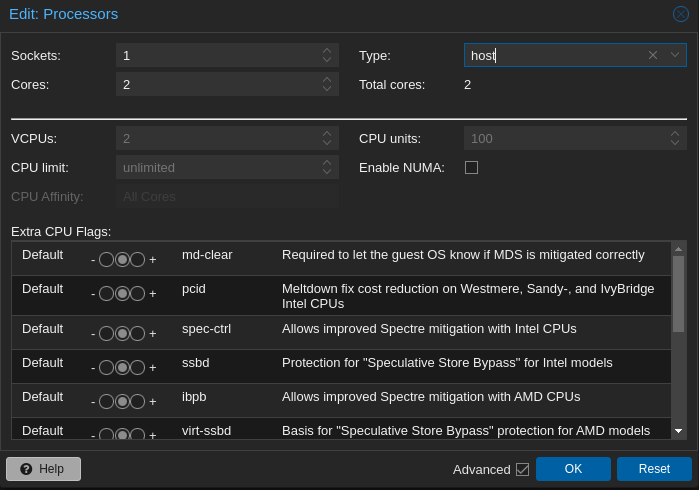 Edit: Processors
Sockets: 1 Type: host
Cores: 2 Total cores: 2
VCPUs: 2 CPU units: 100
CPU limit: unlimited Enable NUMA:
CPU Affinity: All Cores
Extra CPU Flags:
Default - + md-clear Required to let the guest OS know if MDS is mitigated correctly
Default - + pcid Meltdown fix cost reduction on Westmere, Sandy-, and IvyBridge
Intel CPUs
Default - + spec-ctrl Allows improved Spectre mitigation with Intel CPUs
Default - + ssbd Protection for "Speculative Store Bypass" for Intel models
Default - + ibpb Allows improved Spectre mitigation with AMD CPUs
Default - + virt-ssbd Basis for "Speculative Store Bypass" protection for AMD models
? Help Advanced OK Reset